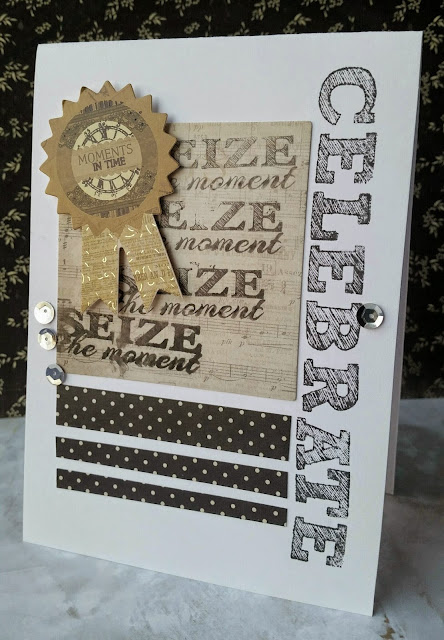 MOMENTS
IN TIME
SEIZE
the moment
SEIZE
the moment
SEIZE
the moment
SEIZE
the moment
CELEBRATE